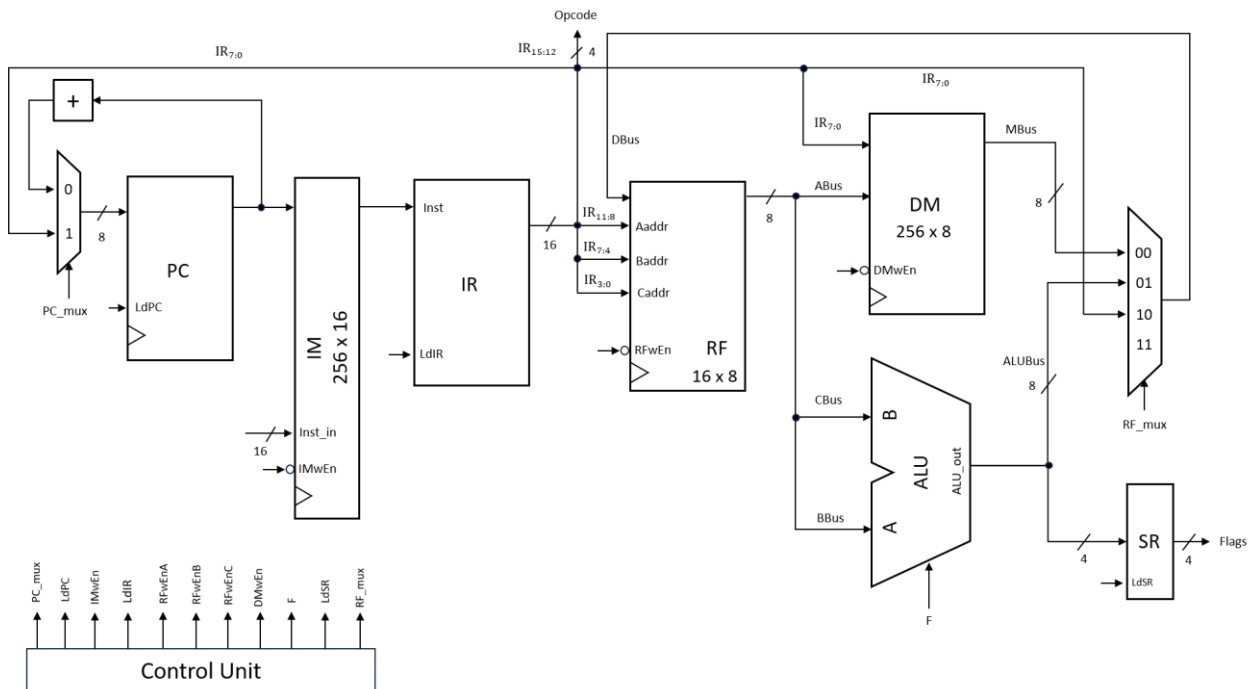 Opcode
IR7:0
IR15:12
4
IR7:0
+
IR7:0
DBus
MBus
0
1
8
PC_mux
PC
LdPC
IM
256 x 16
Inst_in
16
IMwEn
Inst
IR
LdIR
16
IR11:8
IR7:4
IR3:0
Aaddr
Baddr
Caddr
RFwEn
RF
16 x 8
8
ABus
DM
256 x 8
DMwEn
8
00
01
10
11
RF_mux
ALUBus
8
CBus
BBus
B
A
ALU
ALU_out
F
4
SR
LdSR
4
Flags
PC_mux
LdPC
IMwEn
LdIR
RFwEnA
RFwEnB
RFwEnC
DMwEn
F
LdSR
RF_mux
Control Unit